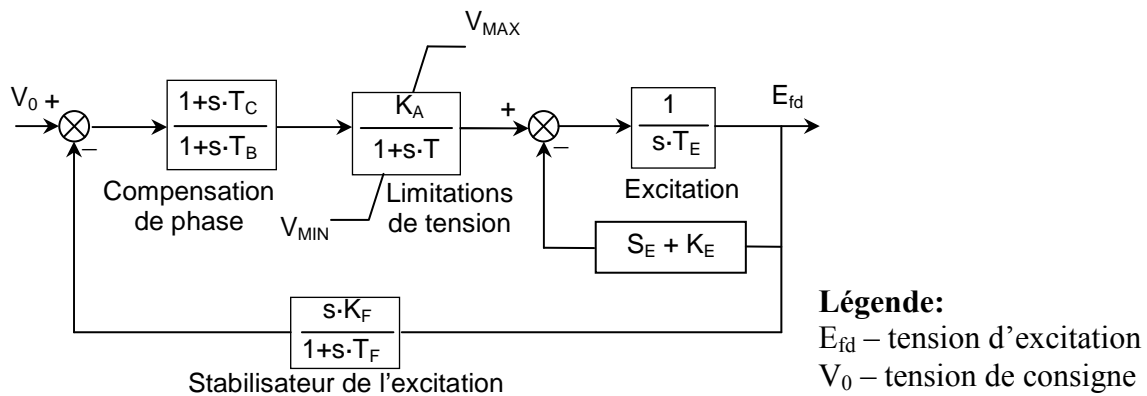 V_MAX
V_0 +
−
1+s·T_C
1+s·T_B
Compensation
de phase
K_A
1+s·T
Limitations
de tension
V_MIN
+
−
1
s·T_E
Excitation
E_fd
S_E + K_E
s·K_F
1+s·T_F
Stabilisateur de l'excitation
Légende:
E_fd – tension d'excitation
V_0 – tension de consigne